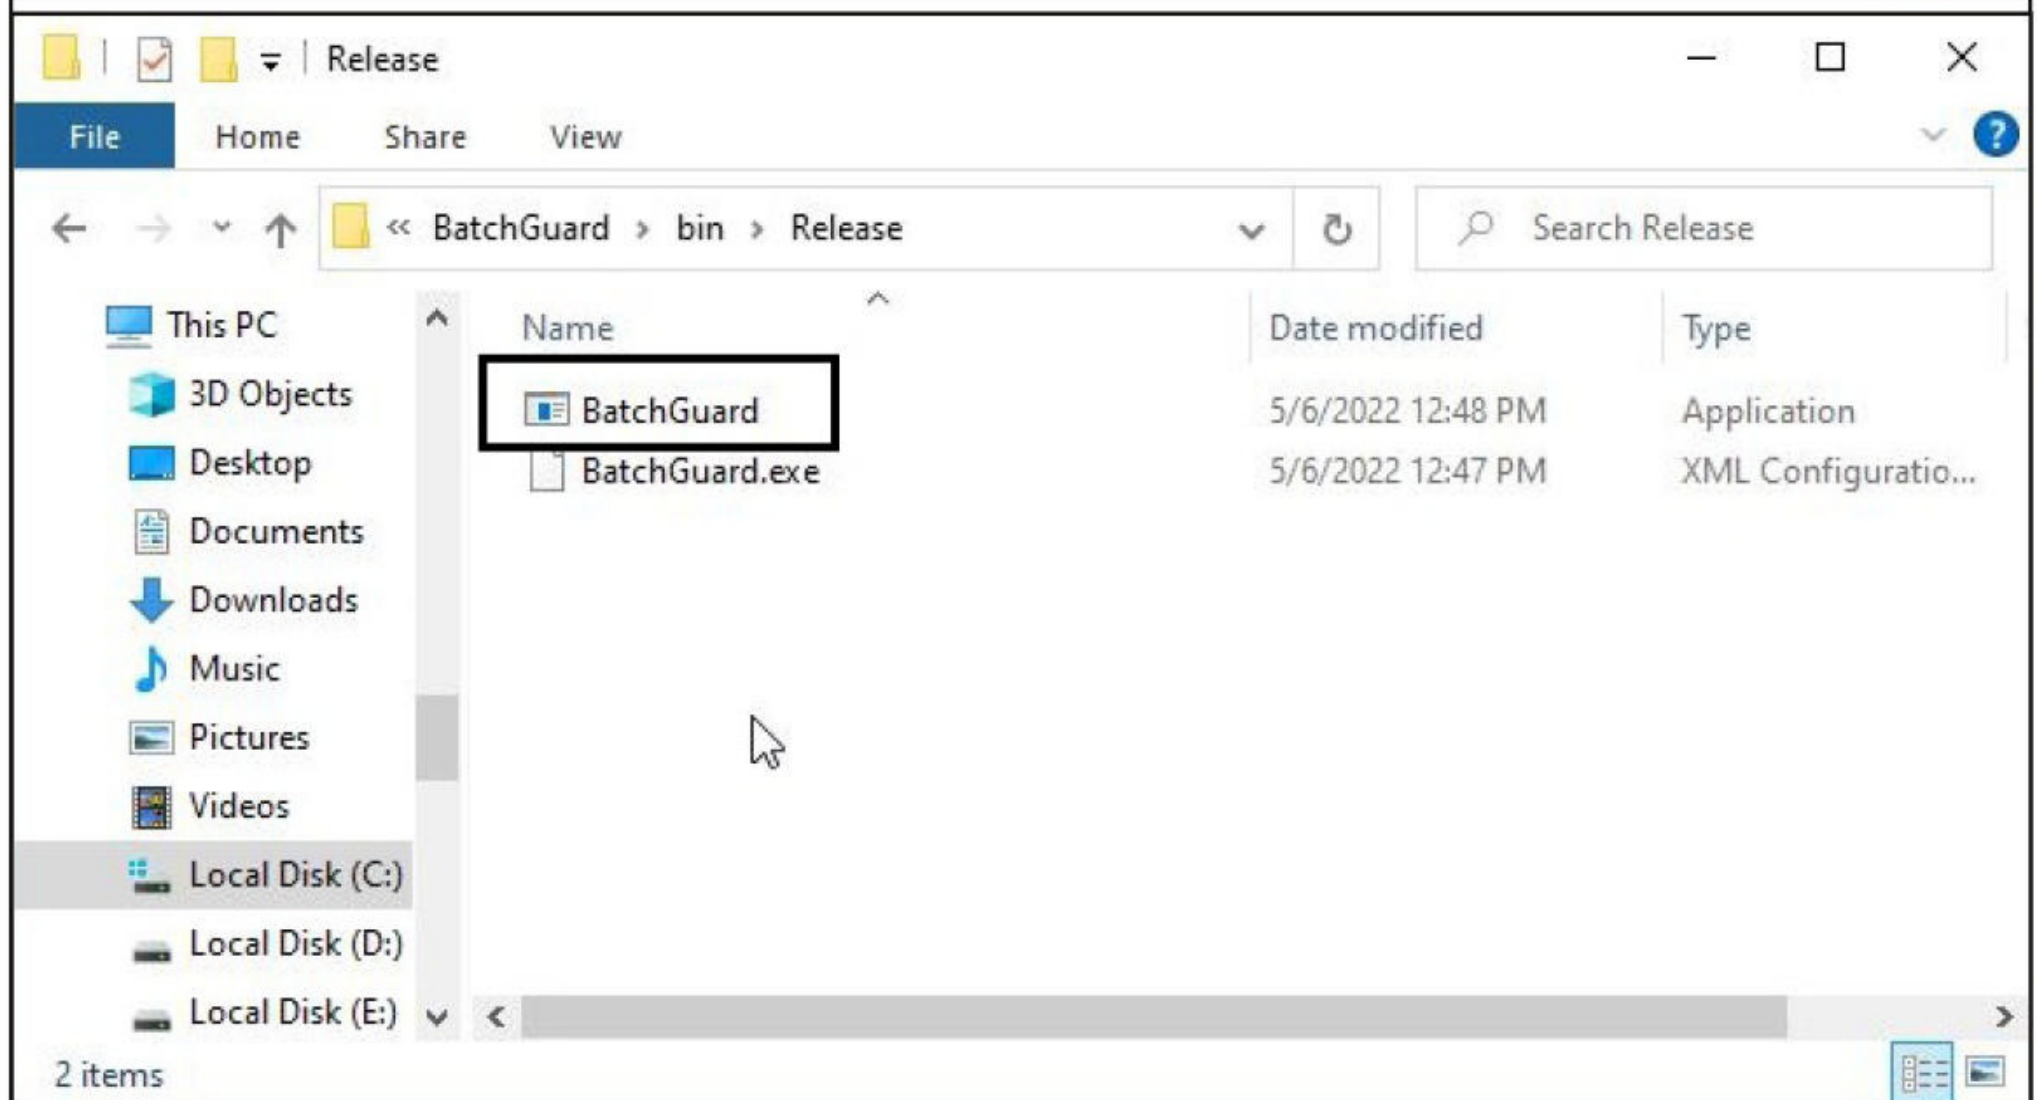 Release
File Home Share View
« BatchGuard > bin > Release
Search Release
This PC
3D Objects
Desktop
Documents
Downloads
Music
Pictures
Videos
Local Disk (C:)
Local Disk (D:)
Local Disk (E:)
Name Date modified Type
BatchGuard 5/6/2022 12:48 PM Application
BatchGuard.exe 5/6/2022 12:47 PM XML Configuratio...
2 items